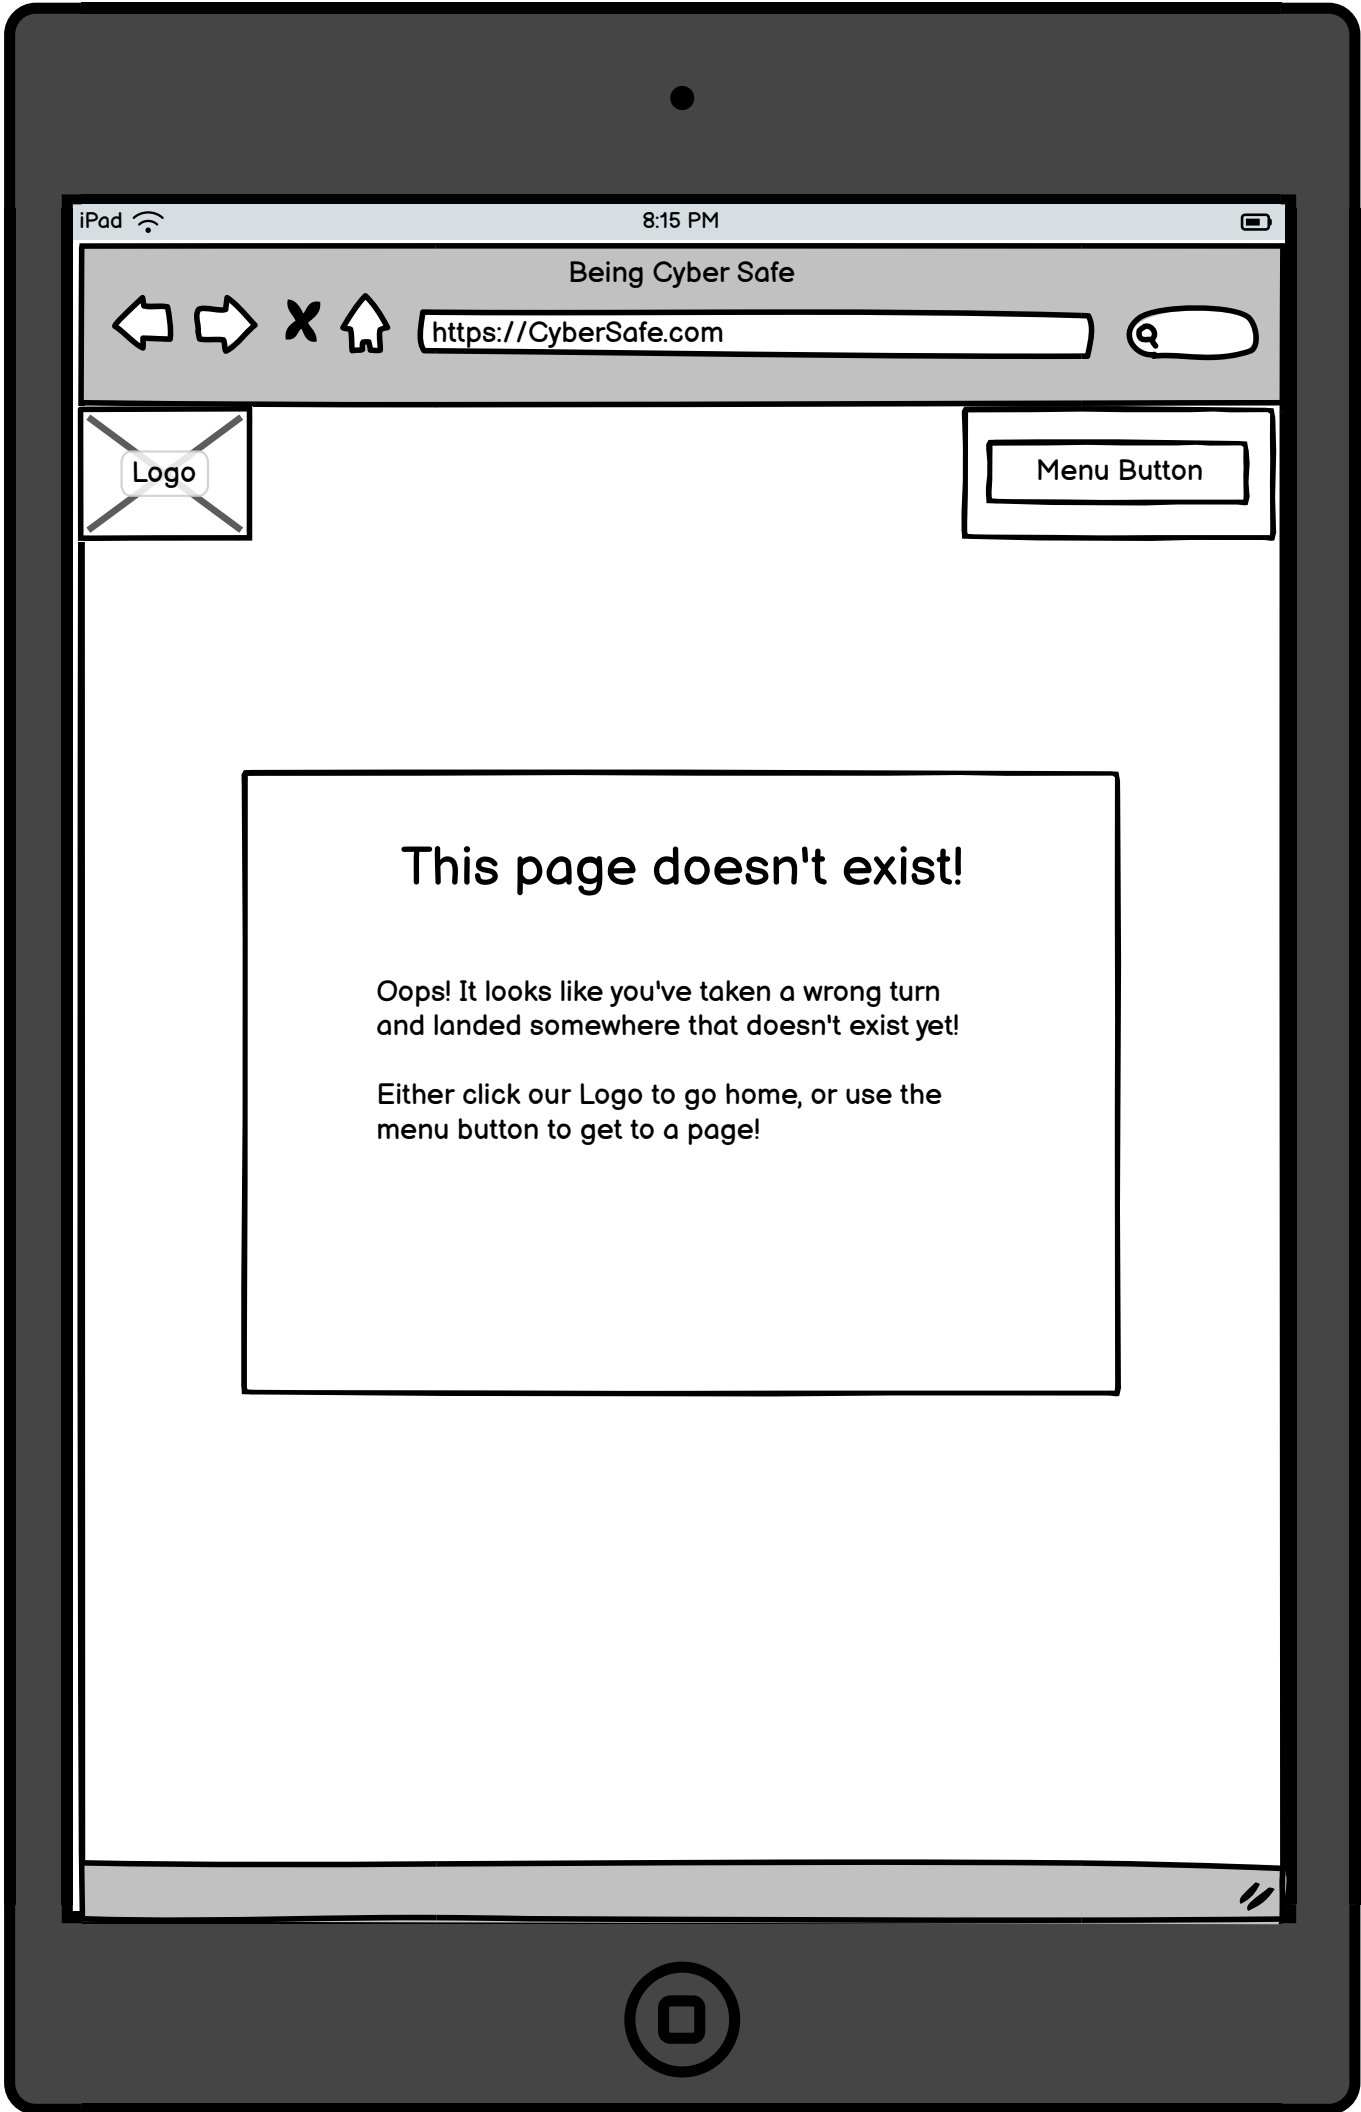 iPad
8:15 PM
Being Cyber Safe
https://CyberSafe.com
Logo
Menu Button
This page doesn't exist!
Oops! It looks like you've taken a wrong turn
and landed somewhere that doesn't exist yet!
Either click our Logo to go home, or use the
menu button to get to a page!